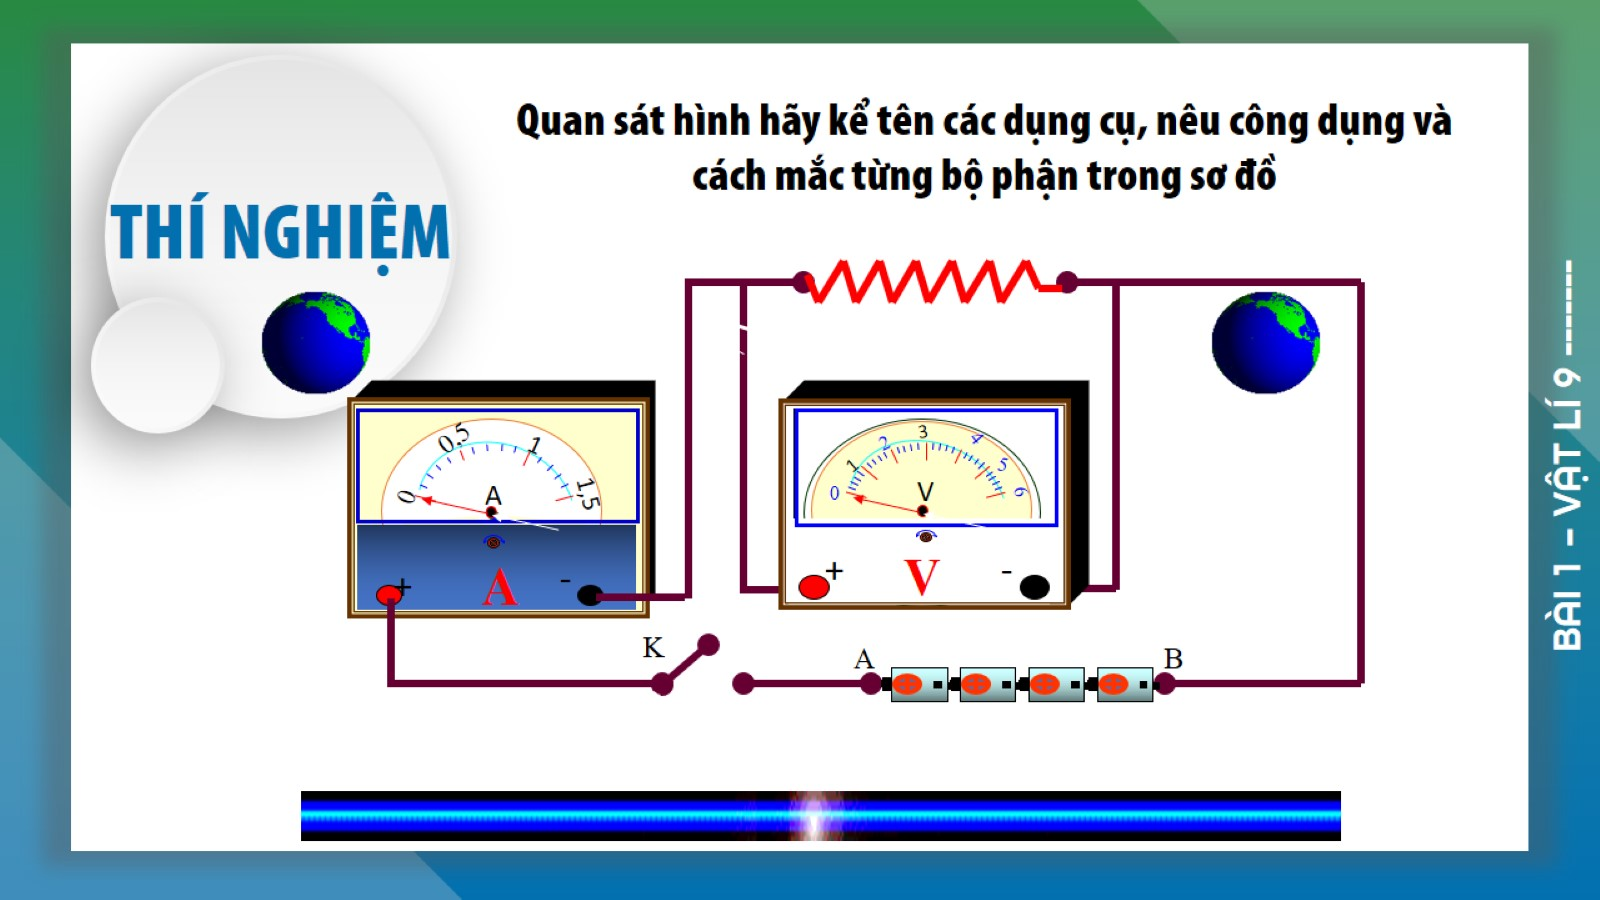 Quan sát hình hãy kể tên các dụng cụ, nêu công dụng và
cách mắc từng bộ phận trong sơ đồ
THÍ NGHIỆM
0 0,5 1 1,5
A
+ A -
0 1 2 3 4 5 6
V
+ V -
K
A B
BÀI 1 – VẬT LÍ 9 -------